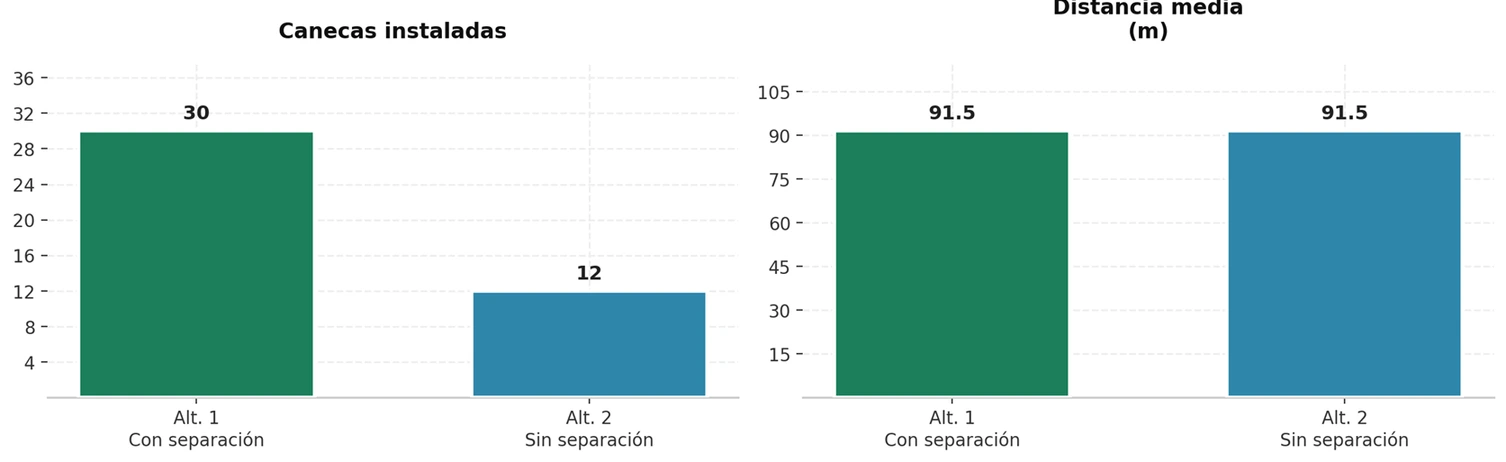 Canecas instaladas
36
32
28
24
20
16
12
8
4
30
12
Alt. 1
Con separación
Alt. 2
Sin separación
Distancia media
(m)
105
90
75
60
45
30
15
91.5
91.5
Alt. 1
Con separación
Alt. 2
Sin separación